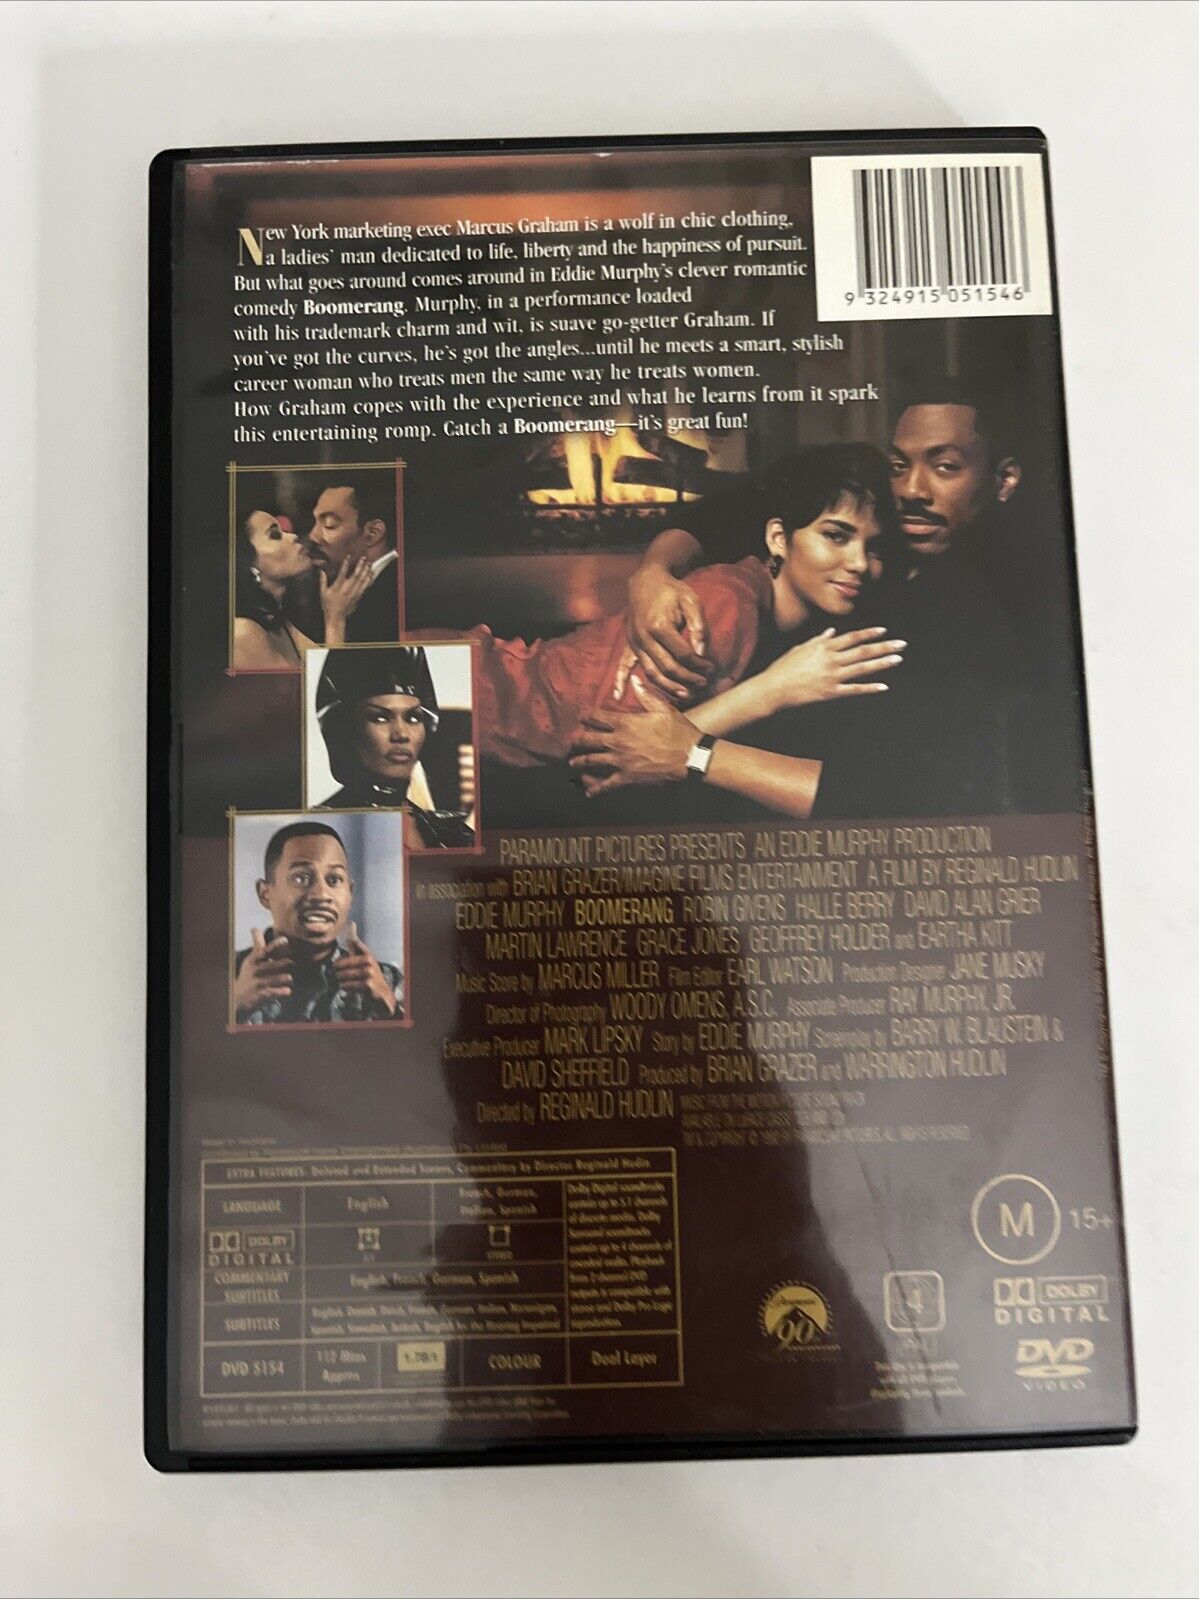 New York marketing exec Marcus Graham is a wolf in chic clothing,
a ladies' man dedicated to life, liberty and the happiness of pursuit.
But what goes around comes around in Eddie Murphy's clever romantic
comedy Boomerang. Murphy, in a performance loaded
with his trademark charm and wit, is suave go-getter Graham. If
you've got the curves, he's got the angles...until he meets a smart, stylish
career woman who treats men the same way he treats women.
How Graham copes with the experience and what he learns from it spark
this entertaining romp. Catch a Boomerang—it's great fun!
9 324915 051546
PARAMOUNT PICTURES PRESENTS AN EDDIE MURPHY PRODUCTION
In association with BRIAN GRAZER/IMAGINE FILMS ENTERTAINMENT A FILM BY REGINALD HUDLIN
EDDIE MURPHY BOOMERANG ROBIN GIVENS HALLE BERRY DAVID ALAN GRIER
MARTIN LAWRENCE GRACE JONES GEOFFREY HOLDER and EARTHA KITT
Music Score by MARCUS MILLER Film Editor EARL WATSON Production Designer JANE MUSKY
Director of Photography WOODY OMENS, A.S.C. Associate Producer RAY MURPHY, JR.
Executive Producer MARK LIPSKY Story by EDDIE MURPHY Screenplay by BARRY W. BLAUSTEIN &
DAVID SHEFFIELD Produced by BRIAN GRAZER and WARRINGTON HUDLIN
Directed by REGINALD HUDLIN
EXTRA FEATURES: Deleted and Extended Scenes, Commentary by Director Reginald Hudlin
LANGUAGE English French, German, Italian, Spanish
DOLBY DIGITAL 5.1 STEREO
COMMENTARY SUBTITLES English, French, German, Spanish
SUBTITLES
DVD 5154 112 Mins Approx 1.78:1 COLOUR Dual Layer
M 15+
Paramount 90th
4
DOLBY DIGITAL
DVD VIDEO